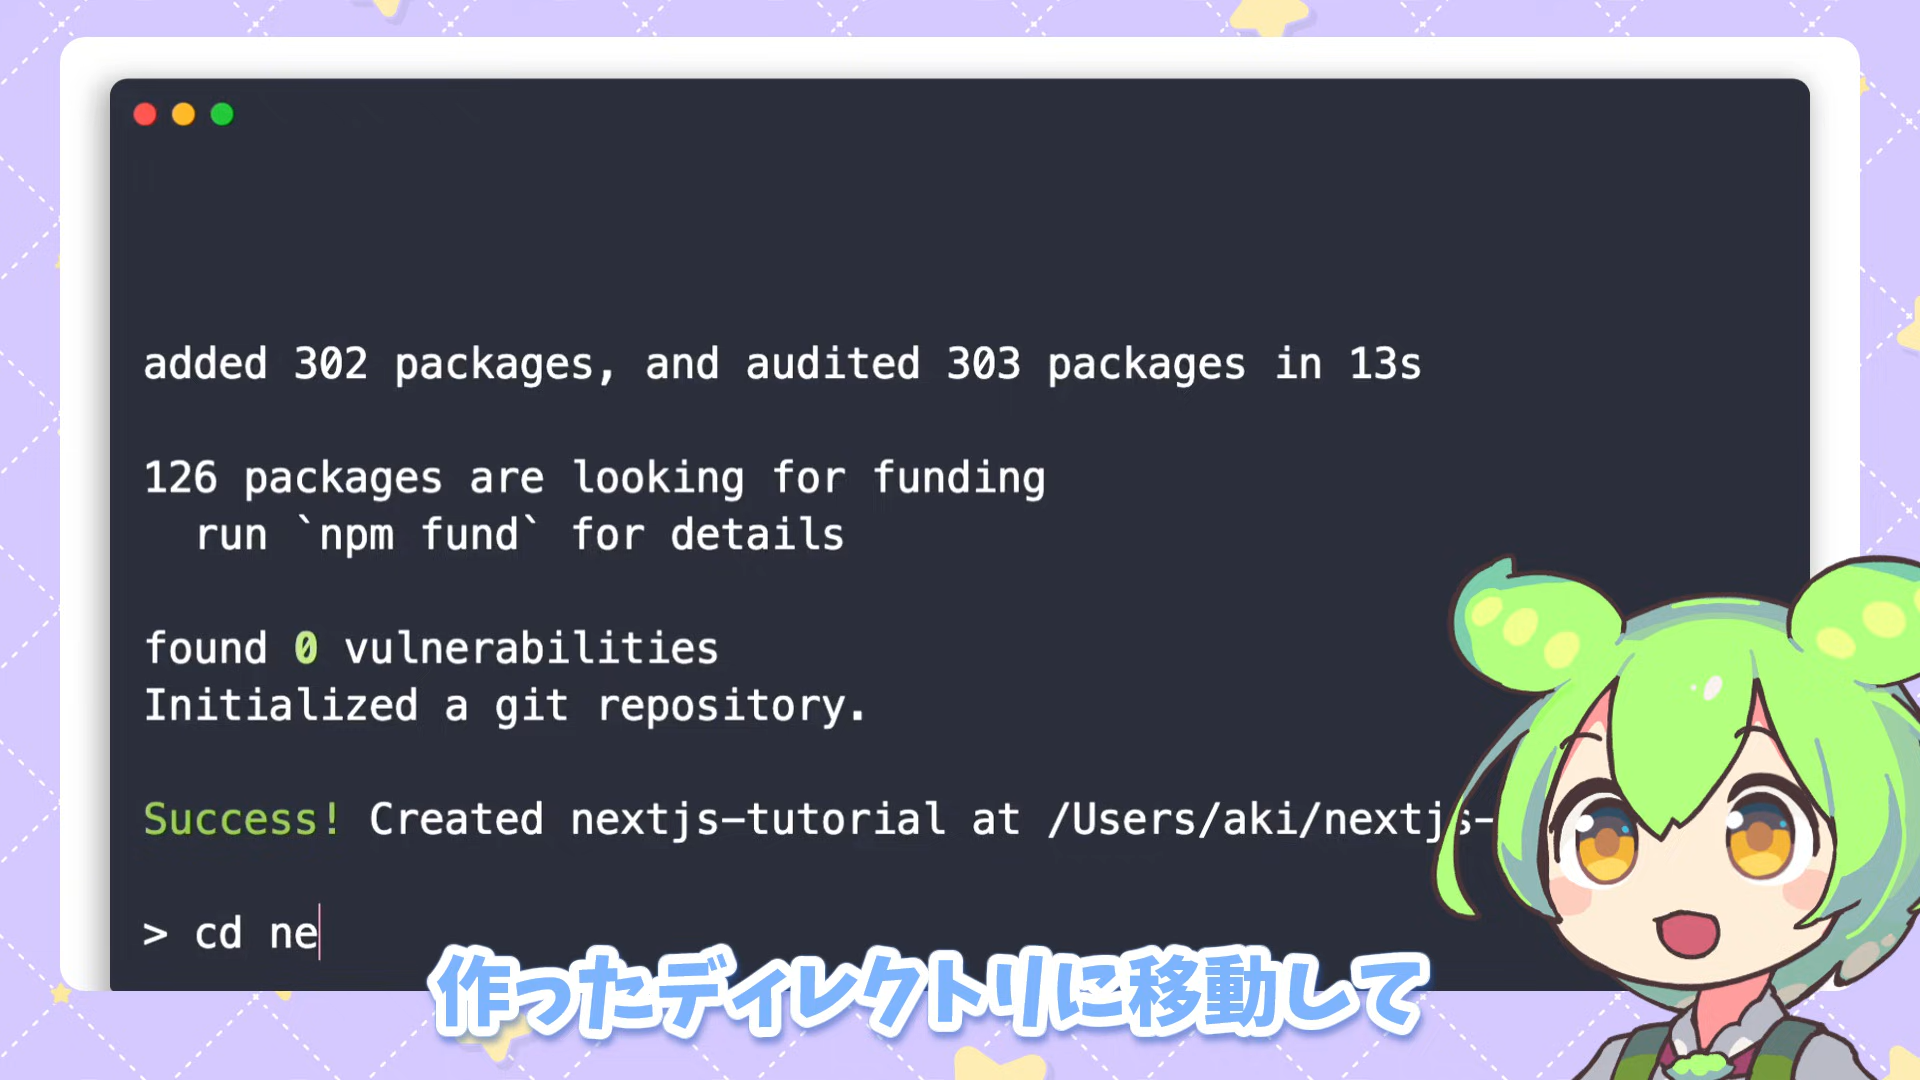 added 302 packages, and audited 303 packages in 13s
126 packages are looking for funding
run `npm fund` for details
found 0 vulnerabilities
Initialized a git repository.
Success! Created nextjs-tutorial at /Users/aki/nextjs-
> cd ne
作ったディレクトリに移動して